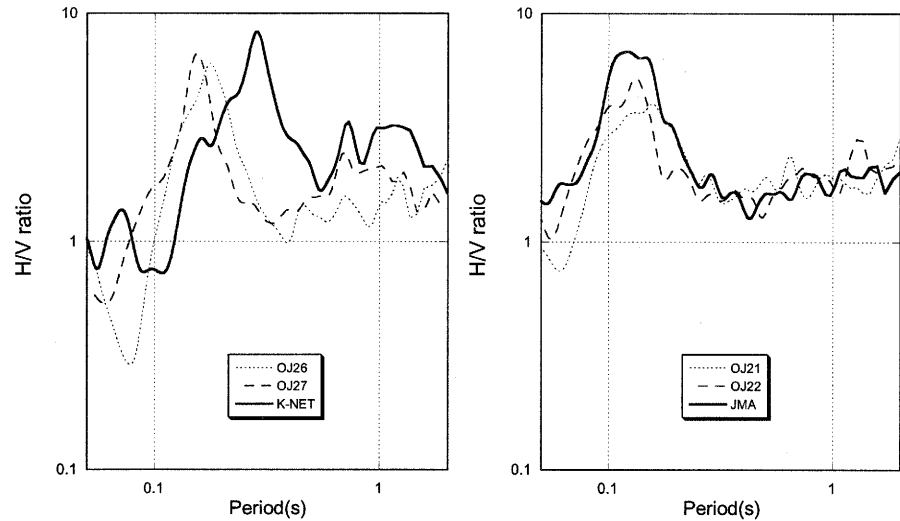 10
1
0.1
H/V ratio
0.1
1
Period(s)
OJ26
OJ27
K-NET
10
1
0.1
H/V ratio
0.1
1
Period(s)
OJ21
OJ22
JMA